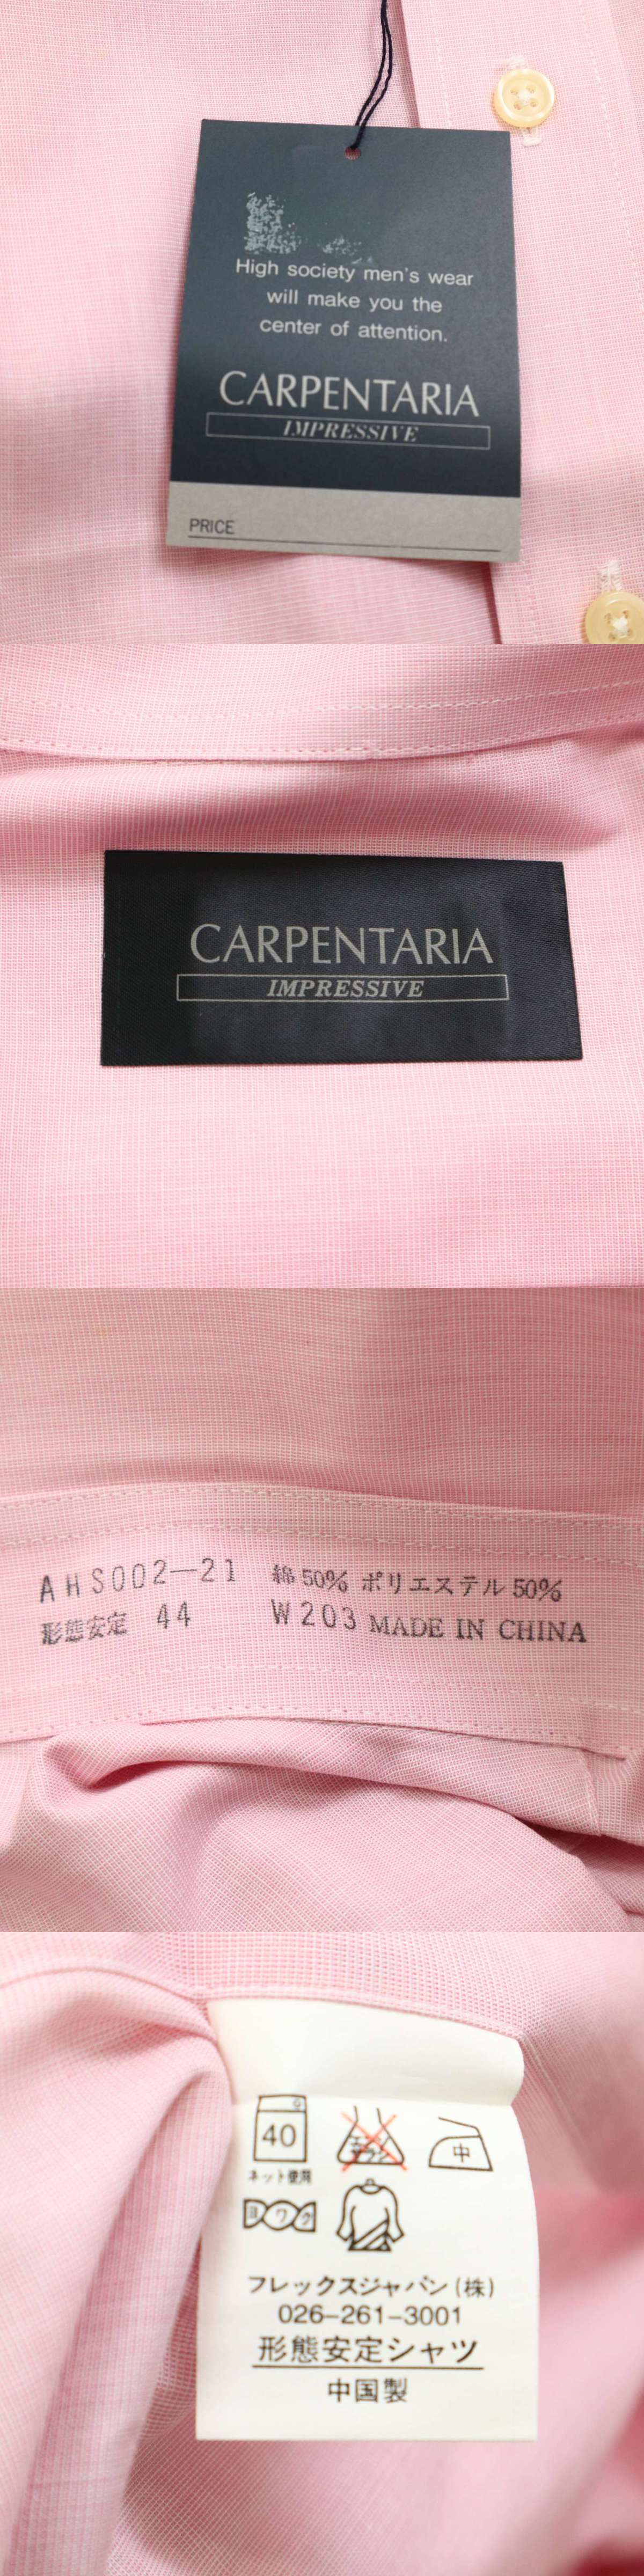 High society men's wear
will make you the
center of attention.
CARPENTARIA
IMPRESSIVE
PRICE
CARPENTARIA
IMPRESSIVE
AHS002-21 綿50% ポリエステル50%
形態安定 44 W203 MADE IN CHINA
40 中
ネット使用
ヨワク
フレックスジャパン(株)
026-261-3001
形態安定シャツ
中国製